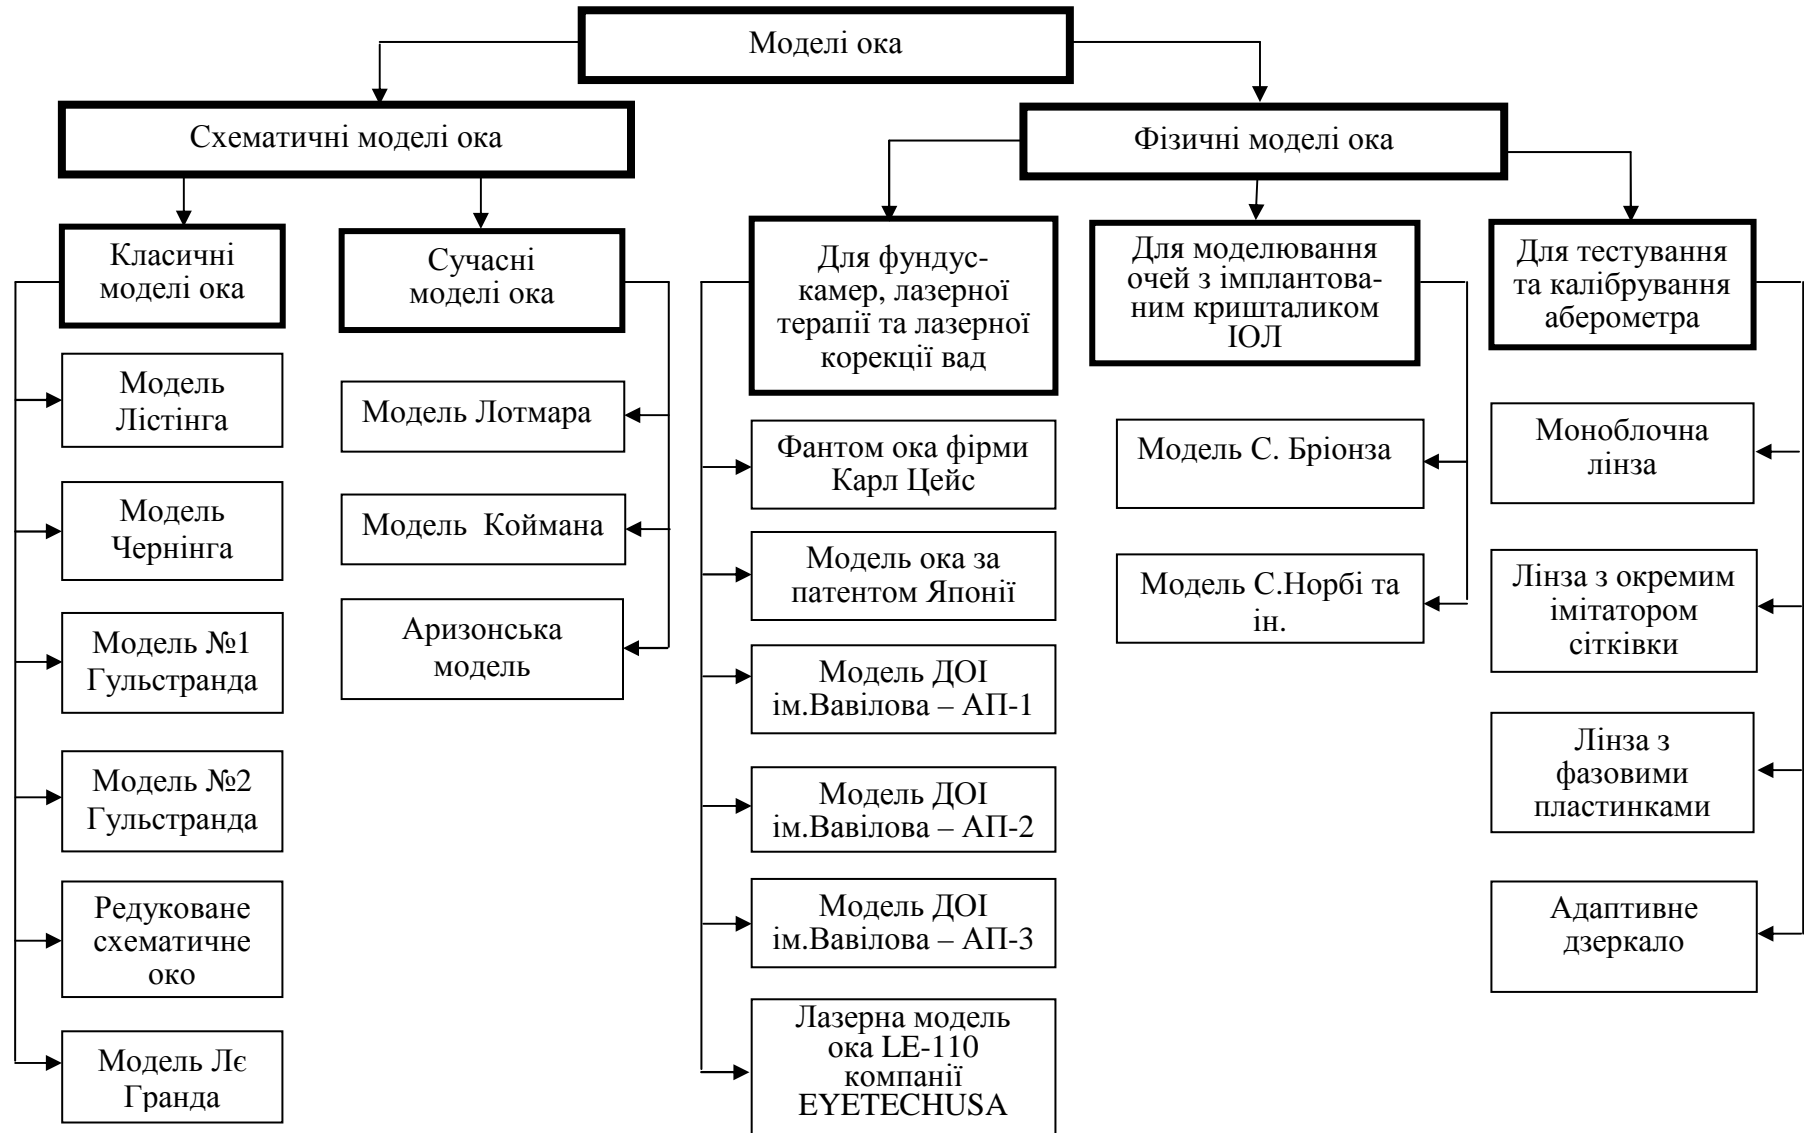 Моделі ока
Схематичні моделі ока
Фізичні моделі ока
Класичні
моделі ока
Сучасні
моделі ока
Для фундус-
камер, лазерної
терапії та лазерної
корекції вад
Для моделювання
очей з імплантова-
ним кришталиком
ІОЛ
Для тестування
та калібрування
аберометра
Модель
Лістінга
Модель
Чернінга
Модель №1
Гульстранда
Модель №2
Гульстранда
Редуковане
схематичне
око
Модель Лє
Гранда
Модель Лотмара
Модель Коймана
Аризонська
модель
Фантом ока фірми
Карл Цейс
Модель ока за
патентом Японії
Модель ДОІ
ім.Вавілова – АП-1
Модель ДОІ
ім.Вавілова – АП-2
Модель ДОІ
ім.Вавілова – АП-3
Лазерна модель
ока LE-110
компанії
EYETECHUSA
Модель С. Бріонза
Модель С.Норбі та
ін.
Моноблочна
лінза
Лінза з окремим
імітатором
сітківки
Лінза з
фазовими
пластинками
Адаптивне
дзеркало